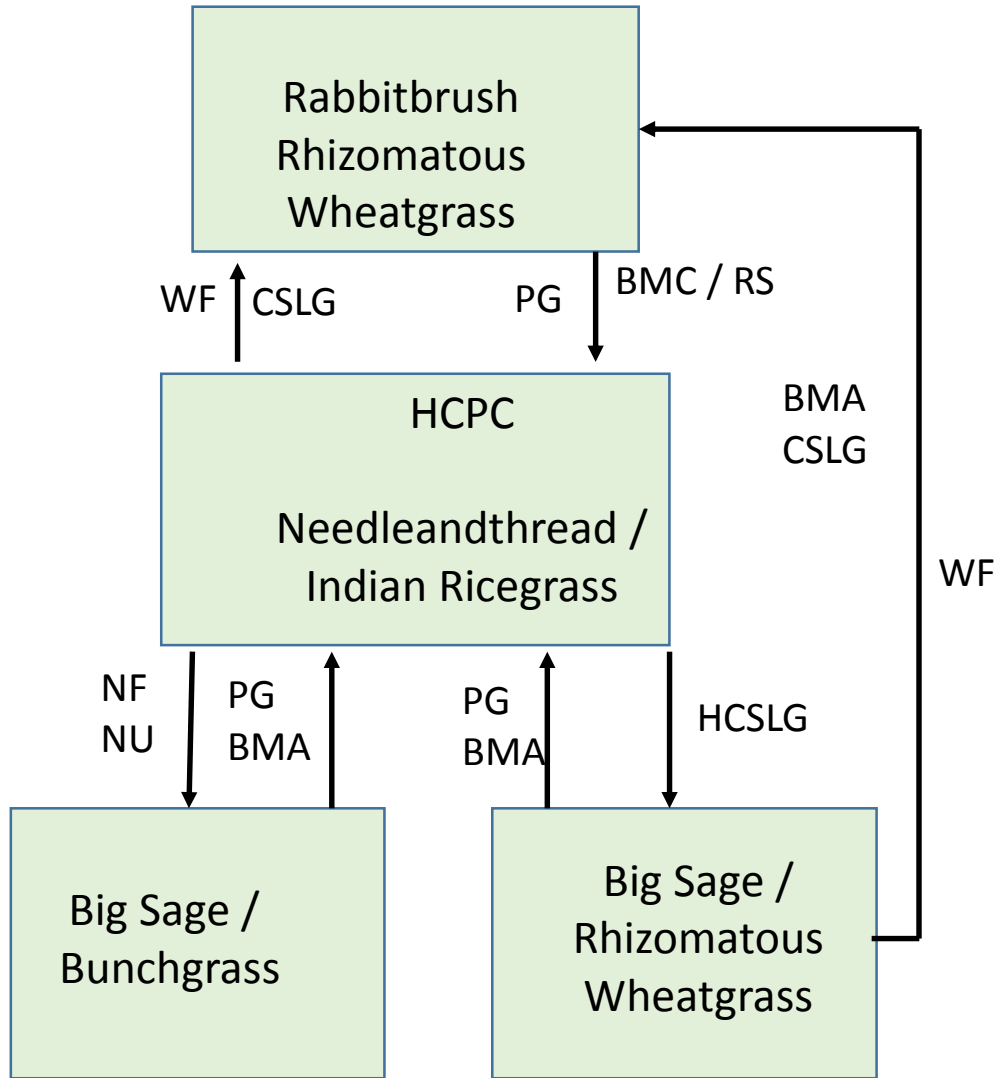 Rabbitbrush
Rhizomatous
Wheatgrass
WF CSLG
PG BMC / RS
HCPC
Needleandthread /
Indian Ricegrass
BMA
CSLG
WF
NF
NU
PG
BMA
PG
BMA
HCSLG
Big Sage /
Bunchgrass
Big Sage /
Rhizomatous
Wheatgrass